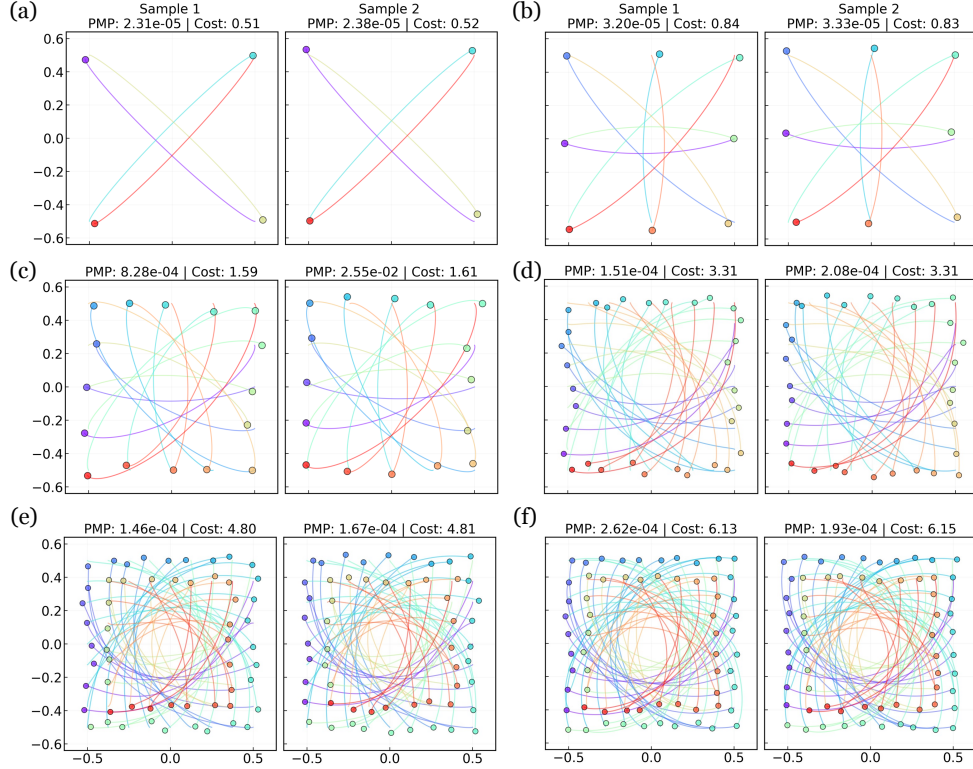 (a)
Sample 1
PMP: 2.31e-05 | Cost: 0.51
Sample 2
PMP: 2.38e-05 | Cost: 0.52
(b)
Sample 1
PMP: 3.20e-05 | Cost: 0.84
Sample 2
PMP: 3.33e-05 | Cost: 0.83
0.6
0.4
0.2
0.0
−0.2
−0.4
−0.6
(c)
PMP: 8.28e-04 | Cost: 1.59
PMP: 2.55e-02 | Cost: 1.61
(d)
PMP: 1.51e-04 | Cost: 3.31
PMP: 2.08e-04 | Cost: 3.31
0.6
0.4
0.2
0.0
−0.2
−0.4
−0.6
(e)
PMP: 1.46e-04 | Cost: 4.80
PMP: 1.67e-04 | Cost: 4.81
(f)
PMP: 2.62e-04 | Cost: 6.13
PMP: 1.93e-04 | Cost: 6.15
0.6
0.4
0.2
0.0
−0.2
−0.4
−0.6
−0.5 0.0 0.5 −0.5 0.0 0.5 −0.5 0.0 0.5 −0.5 0.0 0.5